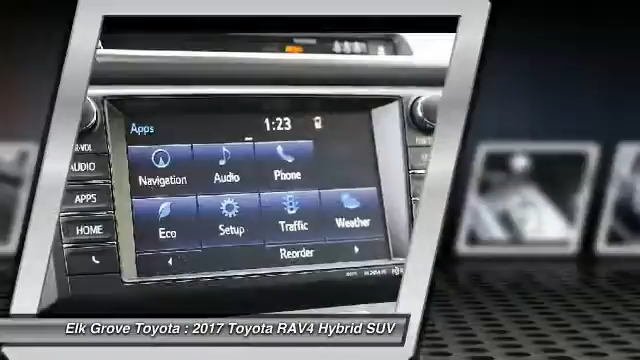 Apps
1:23
R-VOL
AUDIO
Navigation
Audio
Phone
APPS
Eco
Setup
Traffic
Weather
HOME
Reorder
Elk Grove Toyota : 2017 Toyota RAV4 Hybrid SUV